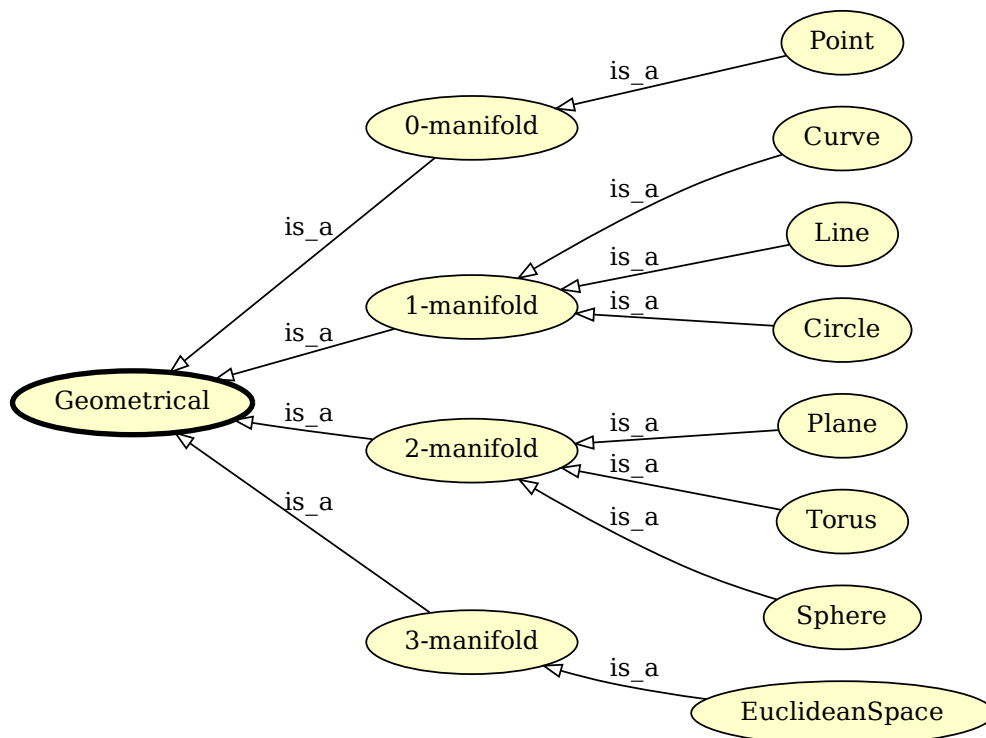 Point
is_a
0-manifold
Curve
is_a
is_a
Line
is_a
1-manifold
is_a
Circle
is_a
Geometrical
is_a
2-manifold
is_a
Plane
is_a
Torus
is_a
is_a
Sphere
3-manifold
is_a
EuclideanSpace